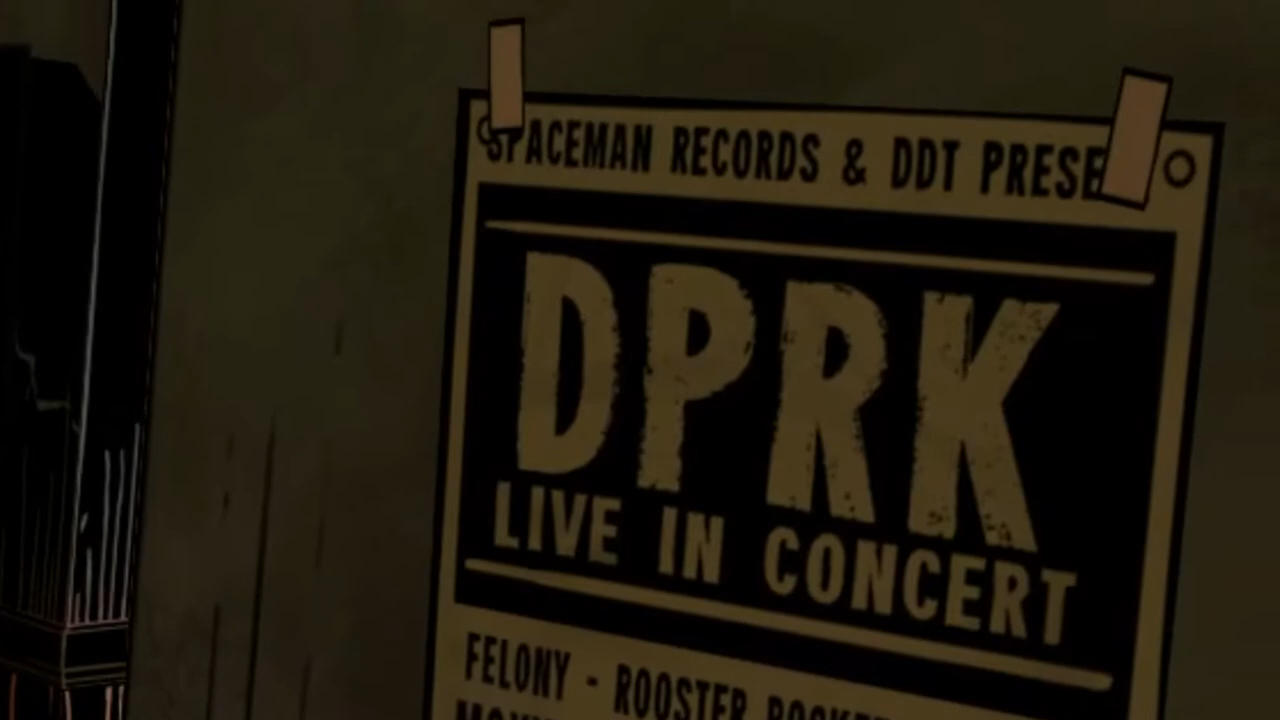 SPACEMAN RECORDS & DDT PRESE
DPRK
LIVE IN CONCERT
FELONY - ROOSTER